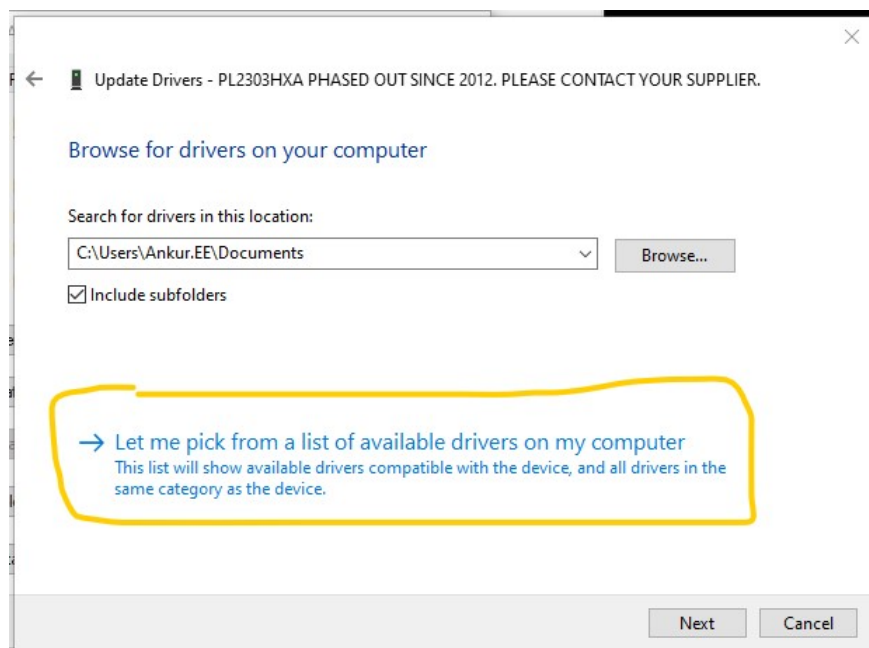 Update Drivers - PL2303HXA PHASED OUT SINCE 2012. PLEASE CONTACT YOUR SUPPLIER.
Browse for drivers on your computer
Search for drivers in this location:
C:\Users\Ankur.EE\Documents
Browse...
Include subfolders
Let me pick from a list of available drivers on my computer
This list will show available drivers compatible with the device, and all drivers in the
same category as the device.
Next
Cancel